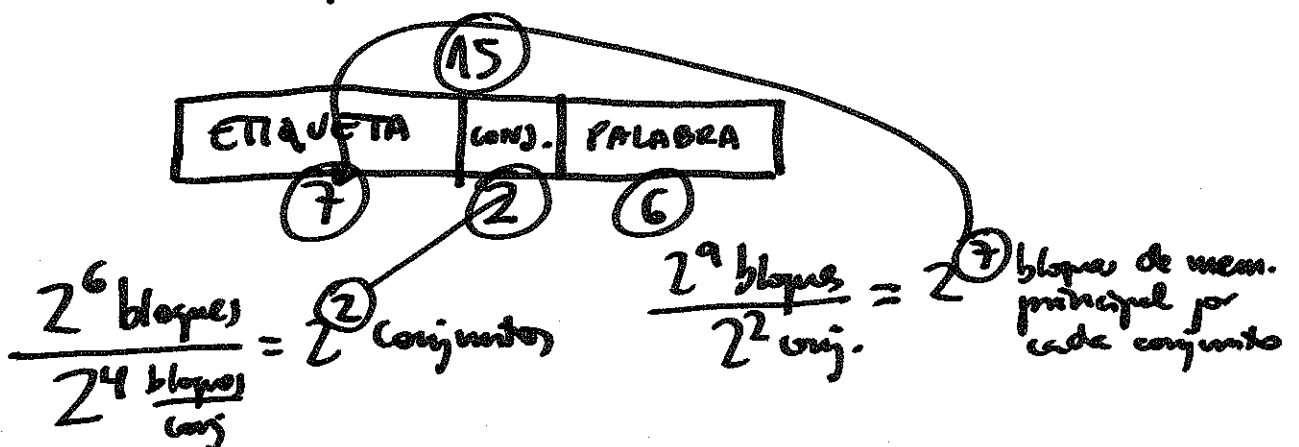 15
ETIQUETA CONJ. PALABRA
7 2 6
2^6 bloques / 2^4 bloques/conj = 2^2 conjuntos
2^9 bloques / 2^2 conj. = 2^7 bloques de mem.
principal por
cada conjunto